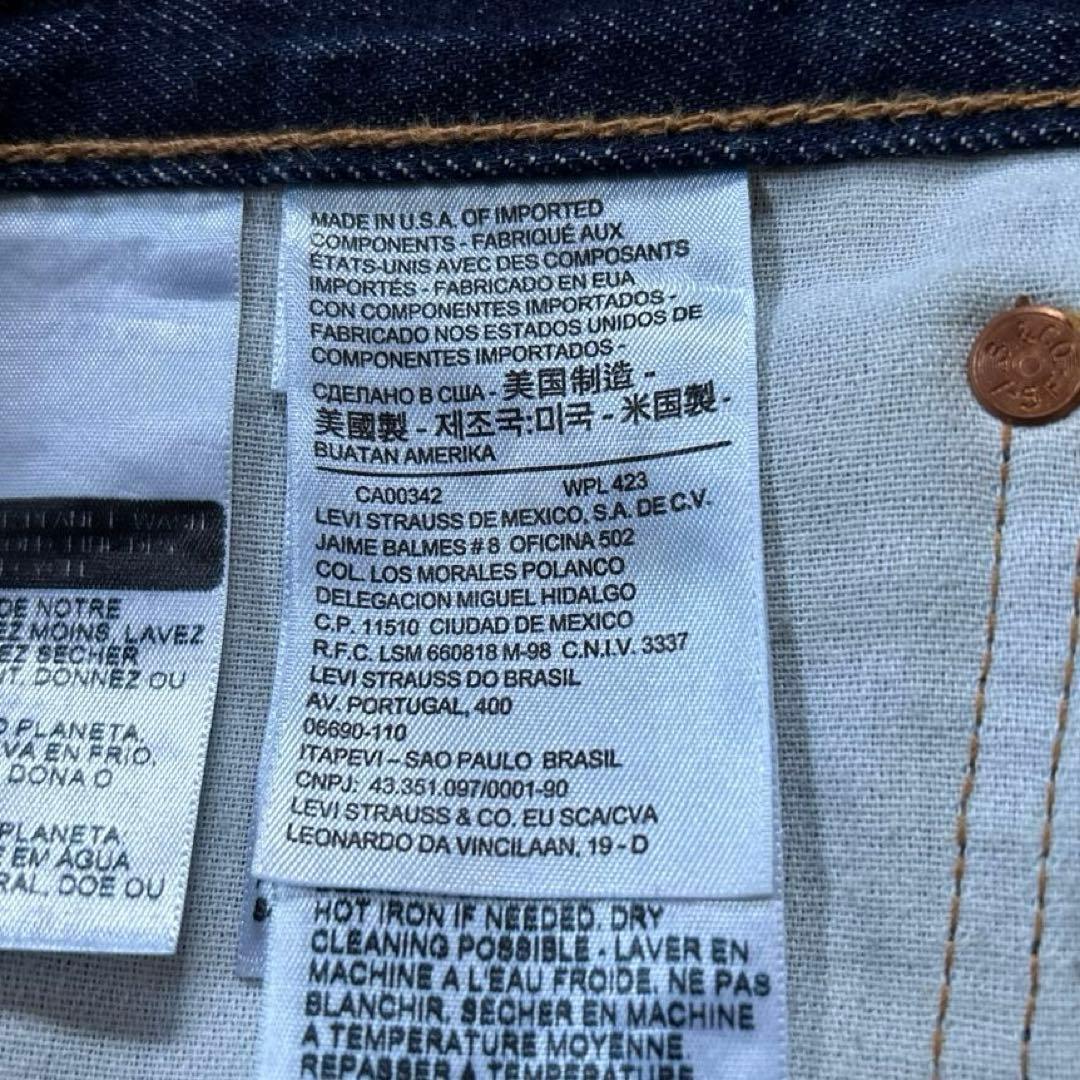 MADE IN U.S.A. OF IMPORTED
COMPONENTS - FABRIQUÉ AUX
ÉTATS-UNIS AVEC DES COMPOSANTS
IMPORTÉS - FABRICADO EN EUA
CON COMPONENTES IMPORTADOS -
FABRICADO NOS ESTADOS UNIDOS DE
COMPONENTES IMPORTADOS -
СДЕПАНО В США - 美国制造 -
美國製 - 제조국:미국 - 米国製 -
BUATAN AMERIKA
CA00342 WPL 423
LEVI STRAUSS DE MEXICO, S.A. DE C.V.
JAIME BALMES # 8 OFICINA 502
COL. LOS MORALES POLANCO
DELEGACION MIGUEL HIDALGO
C.P. 11510 CIUDAD DE MEXICO
R.F.C. LSM 660818 M-98 C.N.I.V. 3337
LEVI STRAUSS DO BRASIL
AV. PORTUGAL, 400
06690-110
ITAPEVI – SAO PAULO BRASIL
CNPJ: 43.351.097/0001-90
LEVI STRAUSS & CO. EU SCA/CVA
LEONARDO DA VINCILAAN, 19 - D
HOT IRON IF NEEDED. DRY
CLEANING POSSIBLE - LAVER EN
MACHINE A L'EAU FROIDE. NE PAS
BLANCHIR. SECHER EN MACHINE
A TEMPERATURE MOYENNE.
REPASSER A TEMPERATURE
WASH
DE NOTRE
MOINS, LAVEZ
SECHER
DONNEZ OU
PLANETA.
EN FRIO.
DONA O
PLANETA.
EM AGUA
DOE OU